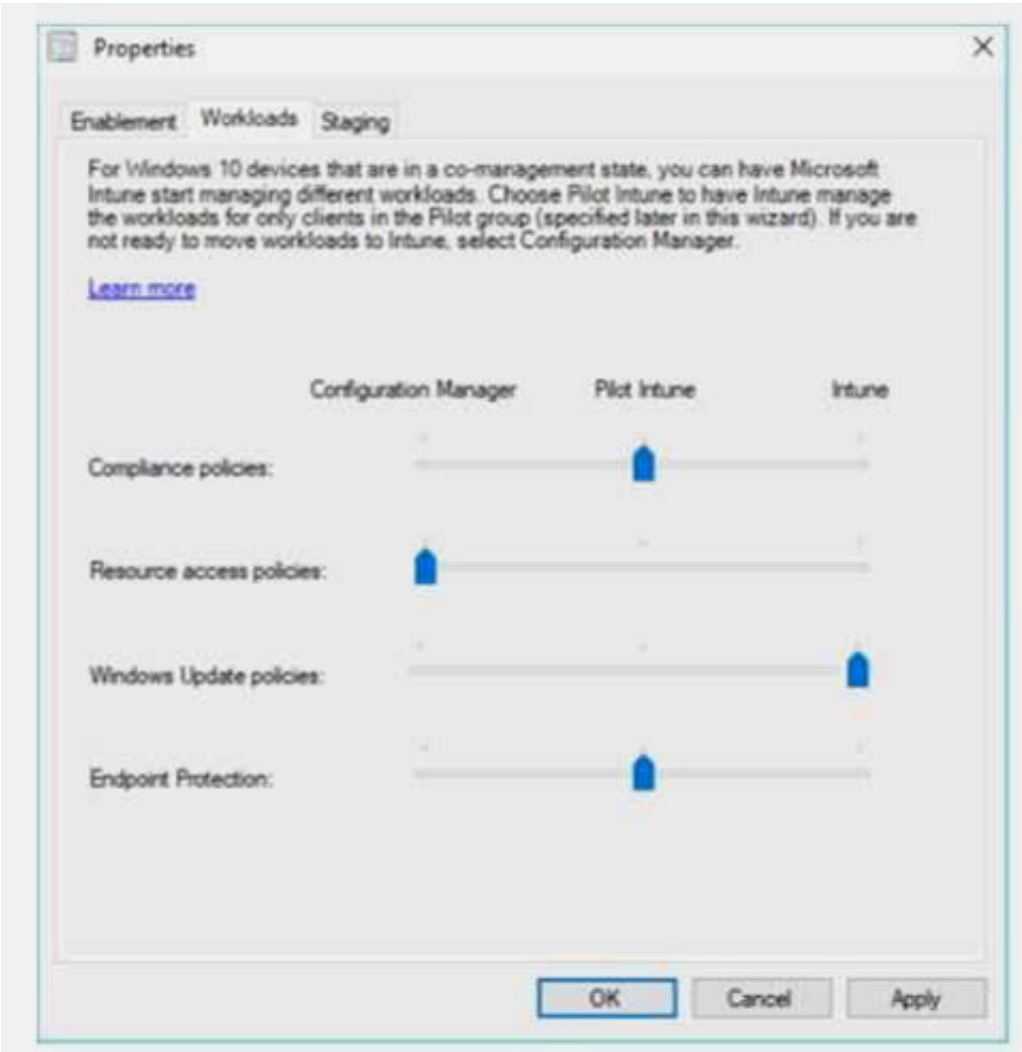 Properties
Enablement Workloads Staging
For Windows 10 devices that are in a co-management state, you can have Microsoft
Intune start managing different workloads. Choose Pilot Intune to have Intune manage
the workloads for only clients in the Pilot group (specified later in this wizard). If you are
not ready to move workloads to Intune, select Configuration Manager.
Learn more
Configuration Manager Pilot Intune Intune
Compliance policies:
Resource access policies:
Windows Update policies:
Endpoint Protection:
OK Cancel Apply